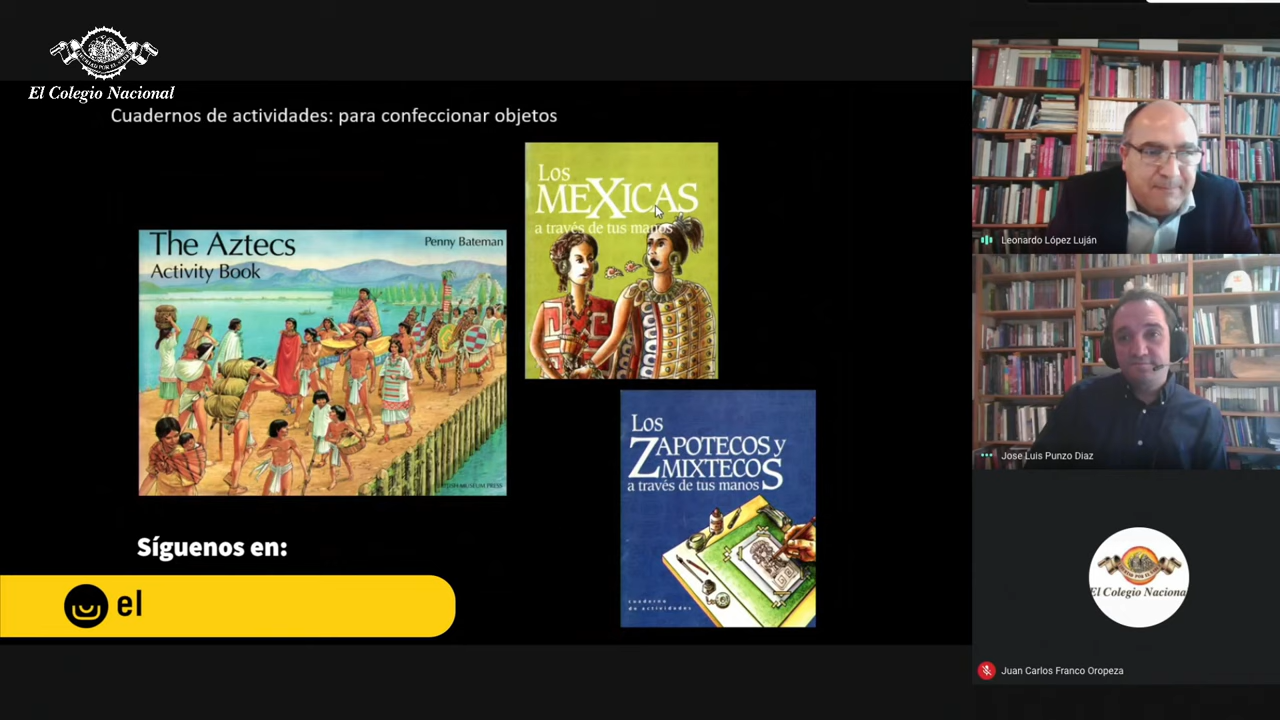 El Colegio Nacional
Cuadernos de actividades: para confeccionar objetos
The Aztecs
Penny Bateman
Activity Book
Los
MEXICAS
a través de tus manos
Los
ZAPOTECOS y
MIXTECOS
a través de tus manos
cuaderno
de actividades
Síguenos en:
el
Leonardo López Luján
Jose Luis Punzo Diaz
El Colegio Naciona
Juan Carlos Franco Oropeza